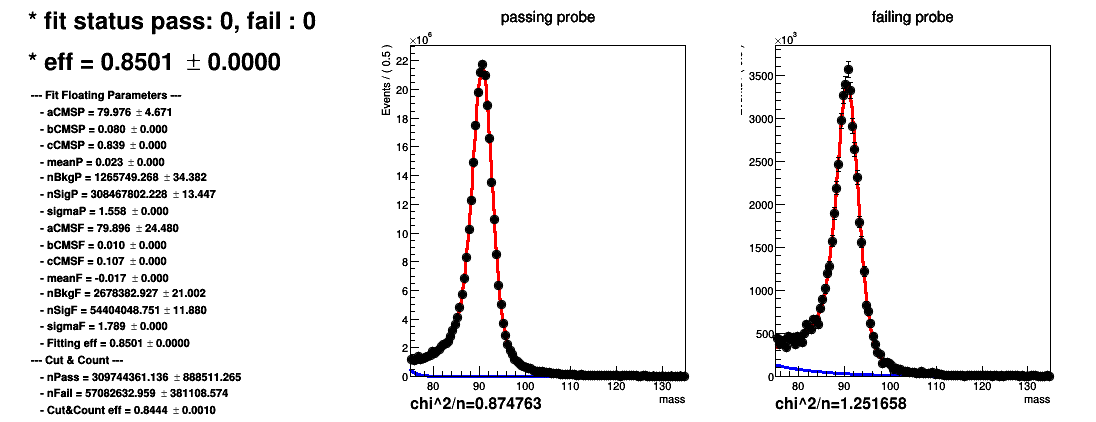 * fit status pass: 0, fail : 0
* eff = 0.8501 ± 0.0000
--- Fit Floating Parameters ---
- aCMSP = 79.976 ± 4.671
- bCMSP = 0.080 ± 0.000
- cCMSP = 0.839 ± 0.000
- meanP = 0.023 ± 0.000
- nBkgP = 1265749.268 ± 34.382
- nSigP = 308467802.228 ± 13.447
- sigmaP = 1.558 ± 0.000
- aCMSF = 79.896 ± 24.480
- bCMSF = 0.010 ± 0.000
- cCMSF = 0.107 ± 0.000
- meanF = -0.017 ± 0.000
- nBkgF = 2678382.927 ± 21.002
- nSigF = 54404048.751 ± 11.880
- sigmaF = 1.789 ± 0.000
- Fitting eff = 0.8501 ± 0.0000
--- Cut & Count ---
- nPass = 309744361.136 ± 888511.265
- nFail = 57082632.959 ± 381108.574
- Cut&Count eff = 0.8444 ± 0.0010
passing probe
×10⁶
Events / ( 0.5 )
22
20
18
16
14
12
10
8
6
4
2
0
80 90 100 110 120 130
mass
chi^2/n=0.874763
failing probe
×10³
3500
3000
2500
2000
1500
1000
500
0
80 90 100 110 120 130
mass
chi^2/n=1.251658